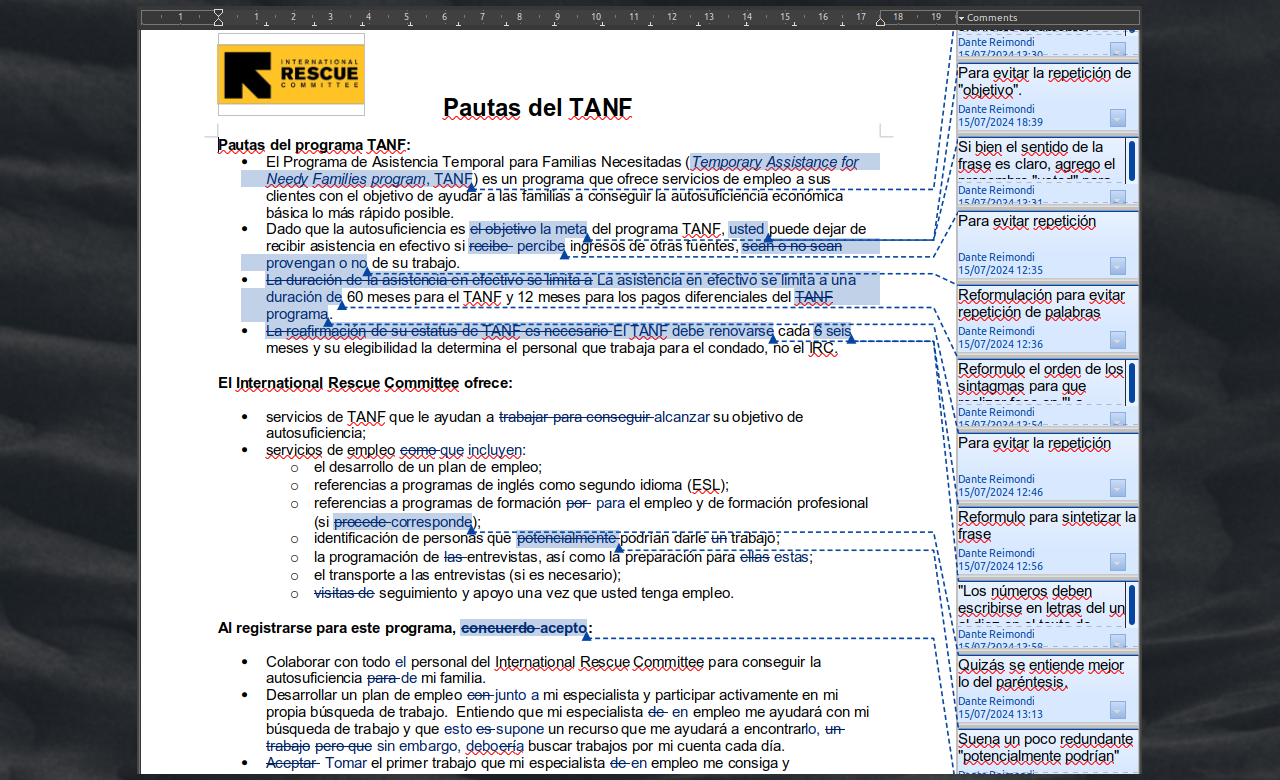 1 1 2 3 4 5 6 7 8 9 10 11 12 13 14 15 16 17 18 19 Comments
INTERNATIONAL
RESCUE
COMMITTEE
Pautas del TANF
Pautas del programa TANF:
• El Programa de Asistencia Temporal para Familias Necesitadas (Temporary Assistance for
Needy Families program, TANF) es un programa que ofrece servicios de empleo a sus
clientes con el objetivo de ayudar a las familias a conseguir la autosuficiencia económica
básica lo más rápido posible.
• Dado que la autosuficiencia es el objetivo la meta del programa TANF, usted puede dejar de
recibir asistencia en efectivo si recibe percibe ingresos de otras fuentes, sean o no sean
provengan o no de su trabajo.
• La duración de la asistencia en efectivo se limita a La asistencia en efectivo se limita a una
duración de 60 meses para el TANF y 12 meses para los pagos diferenciales del TANF
programa.
• La reafirmación de su estatus de TANF es necesario El TANF debe renovarse cada 6 seis
meses y su elegibilidad la determina el personal que trabaja para el condado, no el IRC.
El International Rescue Committee ofrece:
• servicios de TANF que le ayudan a trabajar para conseguir alcanzar su objetivo de
autosuficiencia;
• servicios de empleo como que incluyen:
o el desarrollo de un plan de empleo;
o referencias a programas de inglés como segundo idioma (ESL);
o referencias a programas de formación por para el empleo y de formación profesional
(si procede corresponde);
o identificación de personas que potencialmente podrían darle un trabajo;
o la programación de las entrevistas, así como la preparación para ellas estas;
o el transporte a las entrevistas (si es necesario);
o visitas de seguimiento y apoyo una vez que usted tenga empleo.
Al registrarse para este programa, concuerdo acepto:
• Colaborar con todo el personal del International Rescue Committee para conseguir la
autosuficiencia para de mi familia.
• Desarrollar un plan de empleo con junto a mi especialista y participar activamente en mi
propia búsqueda de trabajo. Entiendo que mi especialista de en empleo me ayudará con mi
búsqueda de trabajo y que esto es supone un recurso que me ayudará a encontrarlo, un
trabajo pero que sin embargo, deboería buscar trabajos por mi cuenta cada día.
• Aceptar Tomar el primer trabajo que mi especialista de en empleo me consiga y
Dante Reimondi
15/07/2024 12:30
Para evitar la repetición de
"objetivo".
Dante Reimondi
15/07/2024 18:39
Si bien el sentido de la
frase es claro, agrego el
pronombre "usted" para
Dante Reimondi
15/07/2024 12:31
Para evitar repetición
Dante Reimondi
15/07/2024 12:35
Reformulación para evitar
repetición de palabras
Dante Reimondi
15/07/2024 12:36
Reformulo el orden de los
sintagmas para que
Dante Reimondi
15/07/2024 12:54
Para evitar la repetición
Dante Reimondi
15/07/2024 12:46
Reformulo para sintetizar la
frase
Dante Reimondi
15/07/2024 12:56
"Los números deben
escribirse en letras del un
al diez en el texto de
Dante Reimondi
15/07/2024 12:58
Quizás se entiende mejor
lo del paréntesis.
Dante Reimondi
15/07/2024 13:13
Suena un poco redundante
"potencialmente podrían"
Dante Reimondi